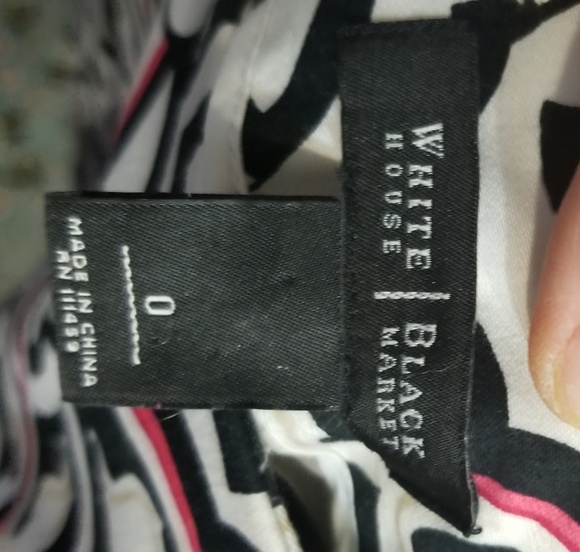 WHITE | BLACK
HOUSE MARKET
0
MADE IN CHINA
RN 111459